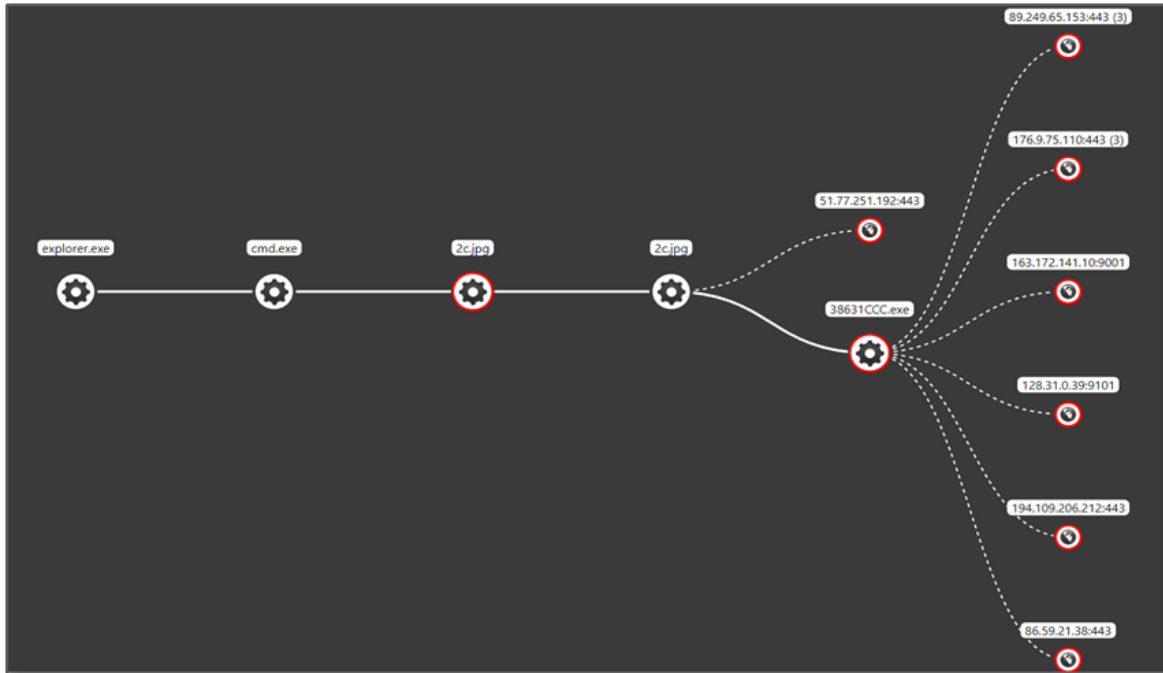 89.249.65.153:443 (3)
176.9.75.110:443 (3)
51.77.251.192:443
explorer.exe
cmd.exe
2c.jpg
2c.jpg
163.172.141.10:9001
38631CCC.exe
128.31.0.39:9101
194.109.206.212:443
86.59.21.38:443